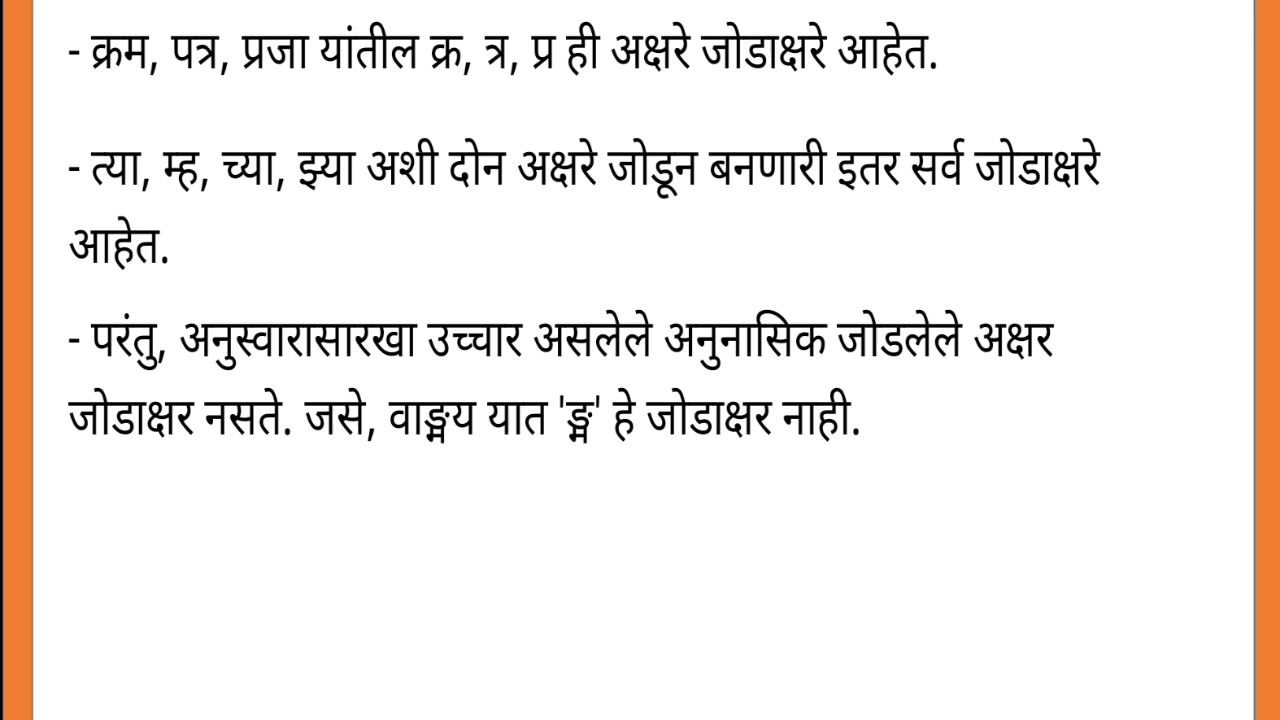 - क्रम, पत्र, प्रजा यांतील क्र, त्र, प्र ही अक्षरे जोडाक्षरे आहेत.
- त्या, म्ह, च्या, झ्या अशी दोन अक्षरे जोडून बनणारी इतर सर्व जोडाक्षरे
आहेत.
- परंतु, अनुस्वारासारखा उच्चार असलेले अनुनासिक जोडलेले अक्षर
जोडाक्षर नसते. जसे, वाङ्मय यात 'ङ्म' हे जोडाक्षर नाही.